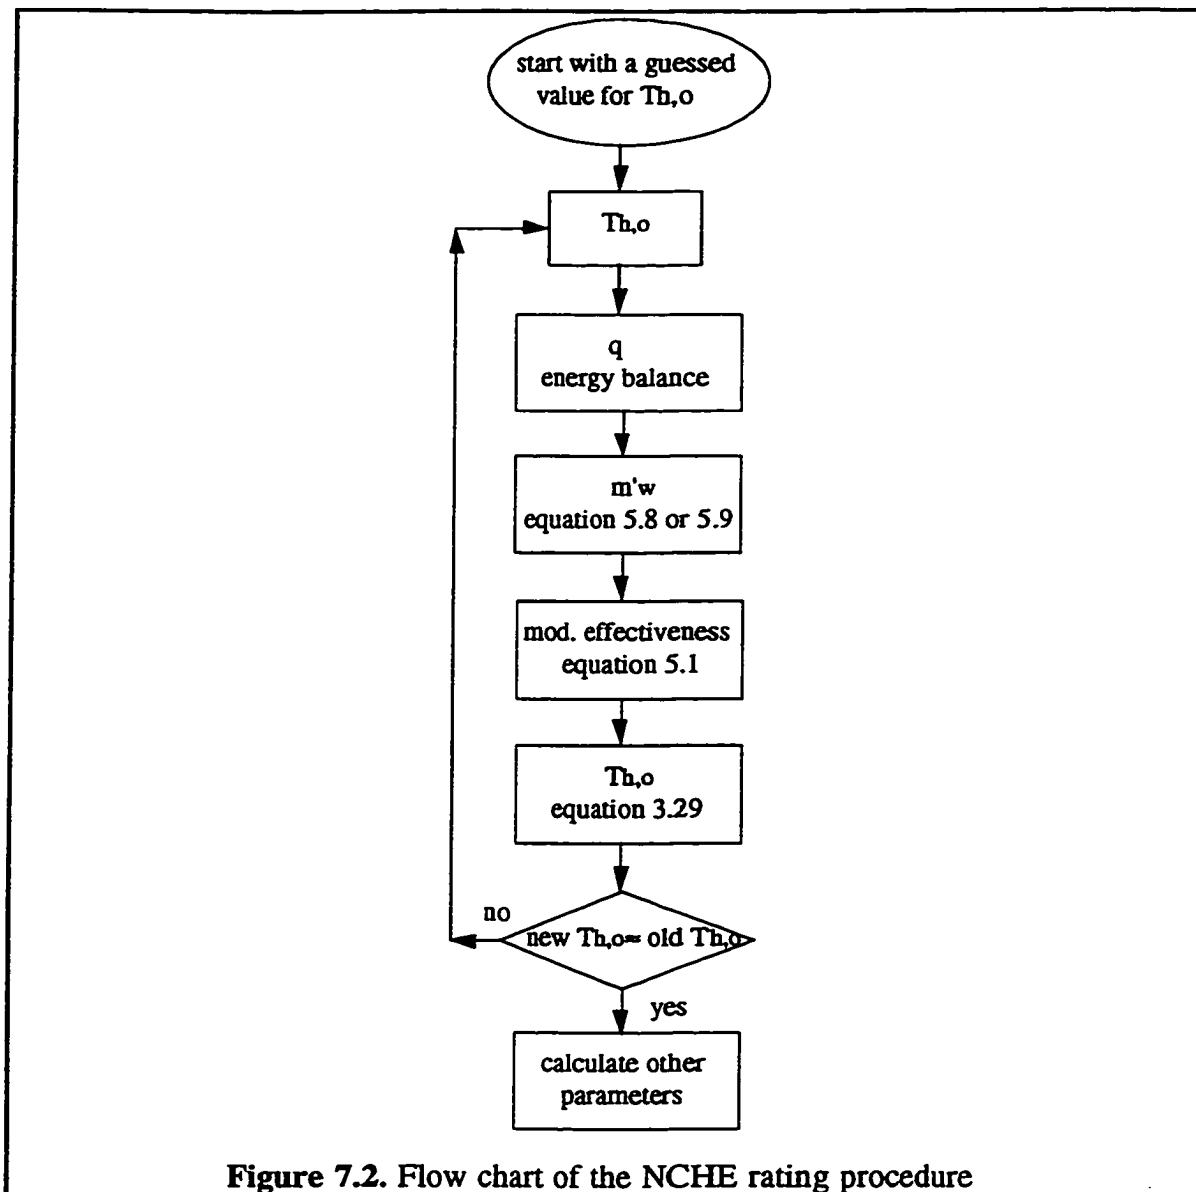 start with a guessed
value for Th,o
Th,o
q
energy balance
m'w
equation 5.8 or 5.9
mod. effectiveness
equation 5.1
Th,o
equation 3.29
no
new Th,o≈ old Th,o
yes
calculate other
parameters
Figure 7.2. Flow chart of the NCHE rating procedure